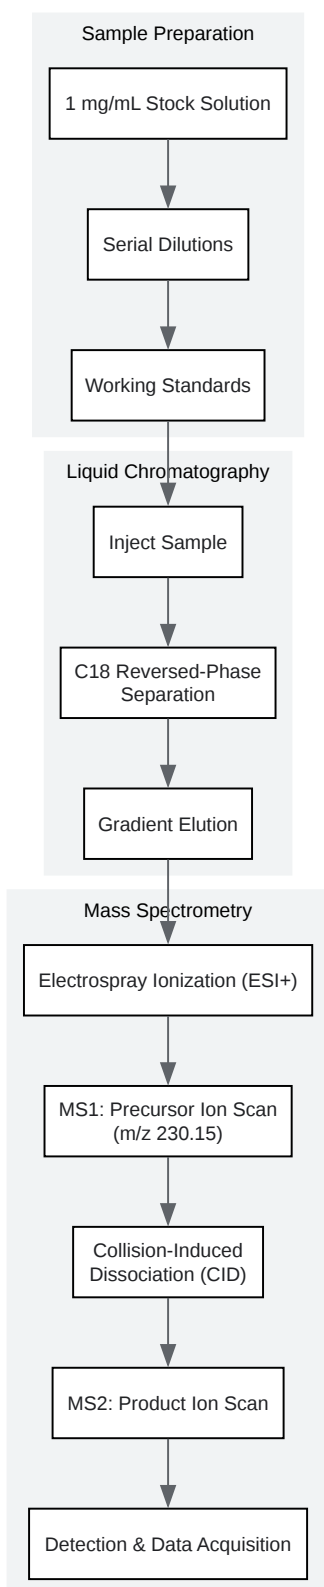 Sample Preparation
1 mg/mL Stock Solution
Serial Dilutions
Working Standards
Liquid Chromatography
Inject Sample
C18 Reversed-Phase
Separation
Gradient Elution
Mass Spectrometry
Electrospray Ionization (ESI+)
MS1: Precursor Ion Scan
(m/z 230.15)
Collision-Induced
Dissociation (CID)
MS2: Product Ion Scan
Detection & Data Acquisition